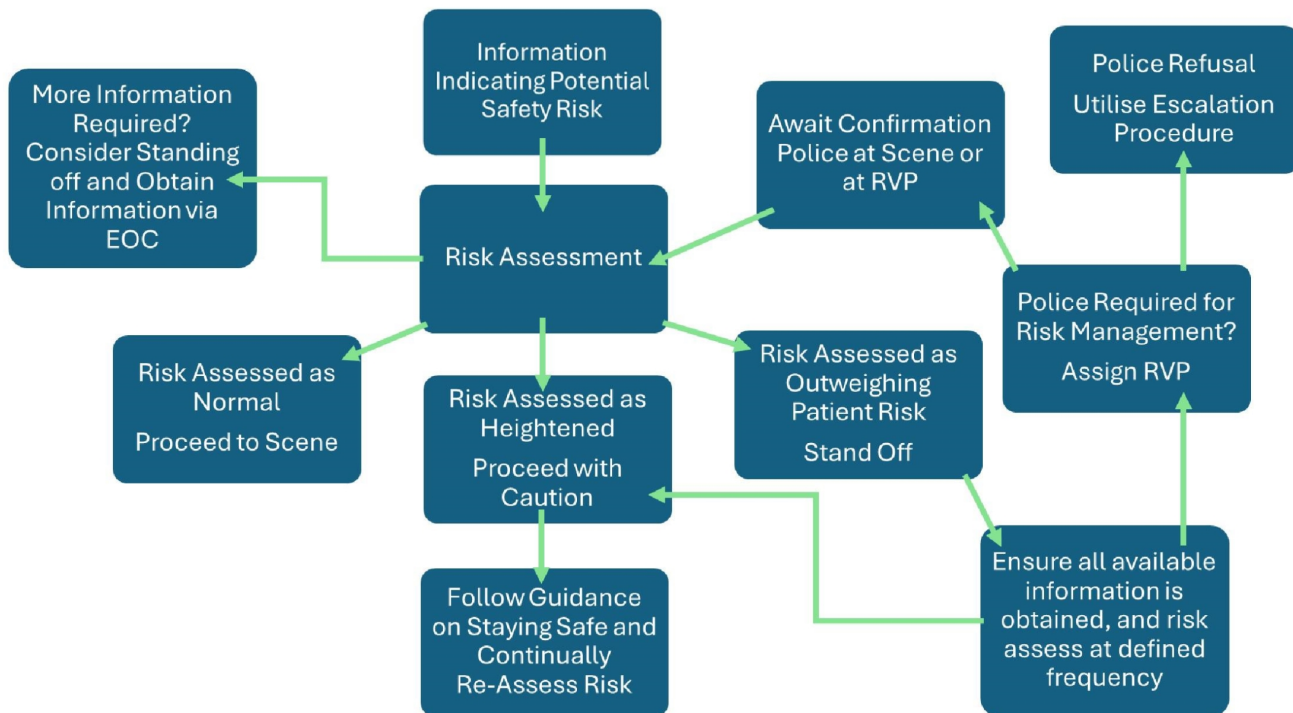 Information
Indicating Potential
Safety Risk
More Information
Required?
Consider Standing
off and Obtain
Information via
EOC
Await Confirmation
Police at Scene or
at RVP
Police Refusal
Utilise Escalation
Procedure
Risk Assessment
Police Required for
Risk Management?
Assign RVP
Risk Assessed as
Normal
Proceed to Scene
Risk Assessed as
Heightened
Proceed with
Caution
Risk Assessed as
Outweighing
Patient Risk
Stand Off
Follow Guidance
on Staying Safe and
Continually
Re-Assess Risk
Ensure all available
information is
obtained, and risk
assess at defined
frequency